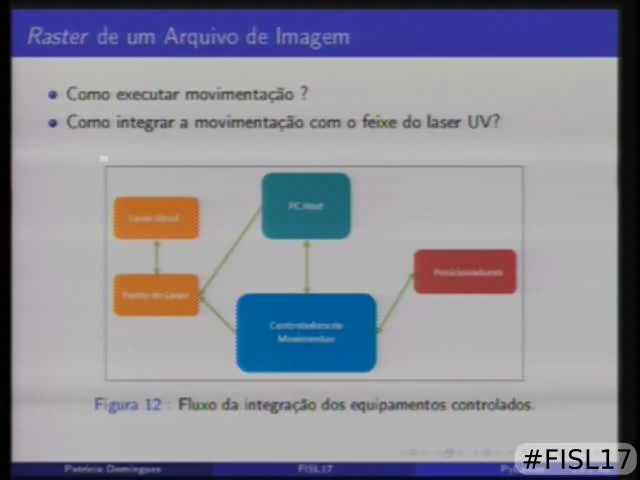 Raster de um Arquivo de Imagem
Como executar movimentação ?
Como integrar a movimentação com o feixe do laser UV?
Laser Head
PC Host
Fonte do Laser
Posicionadores
Controladora de
Movimentos
Figura 12 : Fluxo da integração dos equipamentos controlados.
Patrícia Domingues
FISL17
#FISL17